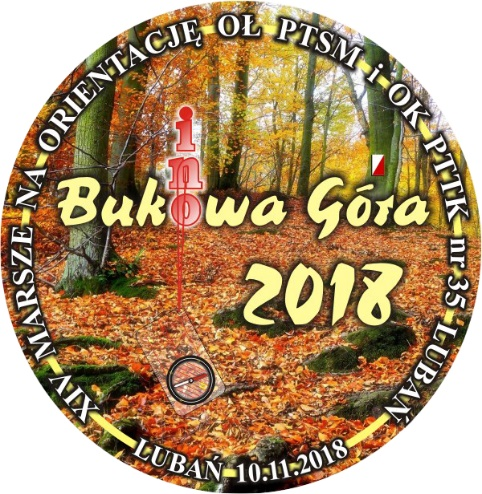 XIV MARSZE NA ORIENTACJĘ OŁ PTSM i OK PTTK nr 35 LUBAŃ
ino
Bukowa Góra
2018
LUBAŃ 10.11.2018